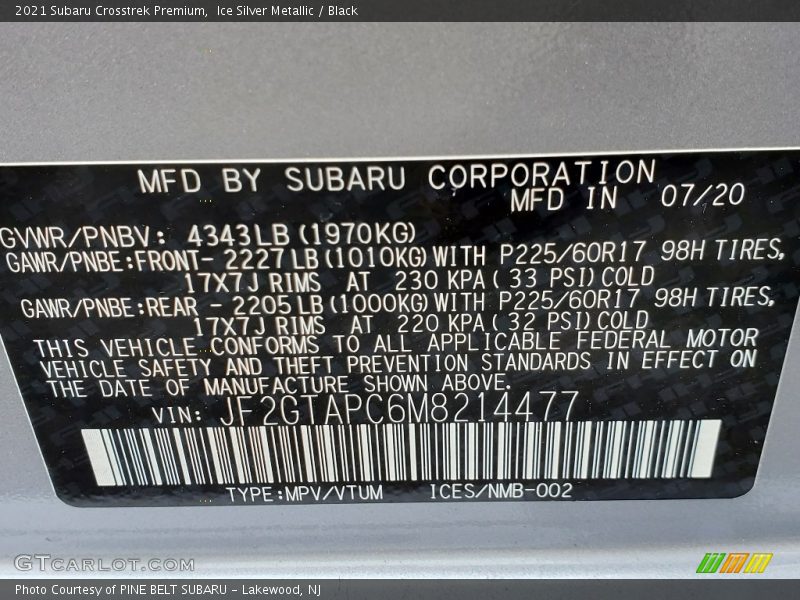 2021 Subaru Crosstrek Premium, Ice Silver Metallic / Black
MFD BY SUBARU CORPORATION
MFD IN 07/20
GVWR/PNBV: 4343LB (1970KG)
GAWR/PNBE:FRONT- 2227LB (1010KG) WITH P225/60R17 98H TIRES,
17X7J RIMS AT 230 KPA (33 PSI) COLD
GAWR/PNBE:REAR - 2205LB (1000KG) WITH P225/60R17 98H TIRES,
17X7J RIMS AT 220 KPA (32 PSI) COLD
THIS VEHICLE CONFORMS TO ALL APPLICABLE FEDERAL MOTOR
VEHICLE SAFETY AND THEFT PREVENTION STANDARDS IN EFFECT ON
THE DATE OF MANUFACTURE SHOWN ABOVE.
VIN: JF2GTAPC6M8214477
TYPE:MPV/VTUM ICES/NMB-002
GTCARLOT.COM
Photo Courtesy of PINE BELT SUBARU - Lakewood, NJ